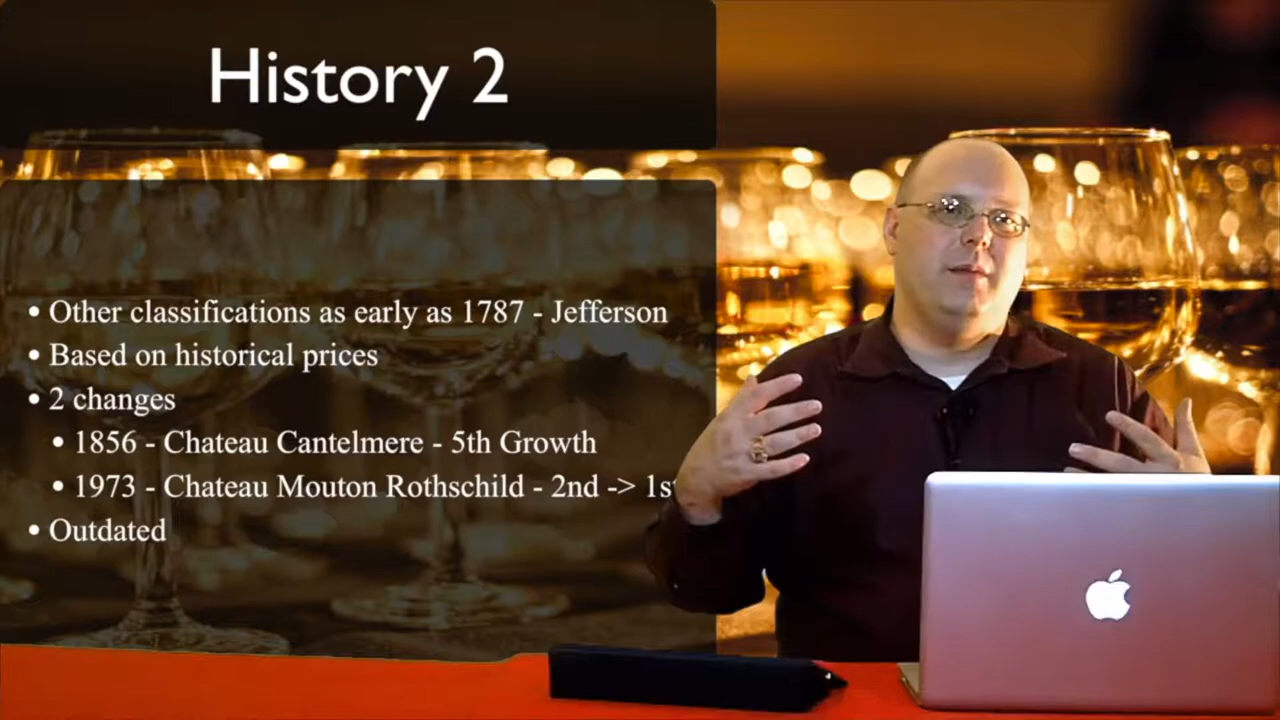 History 2
• Other classifications as early as 1787 - Jefferson
• Based on historical prices
• 2 changes
• 1856 - Chateau Cantelmere - 5th Growth
• 1973 - Chateau Mouton Rothschild - 2nd -> 1s
• Outdated